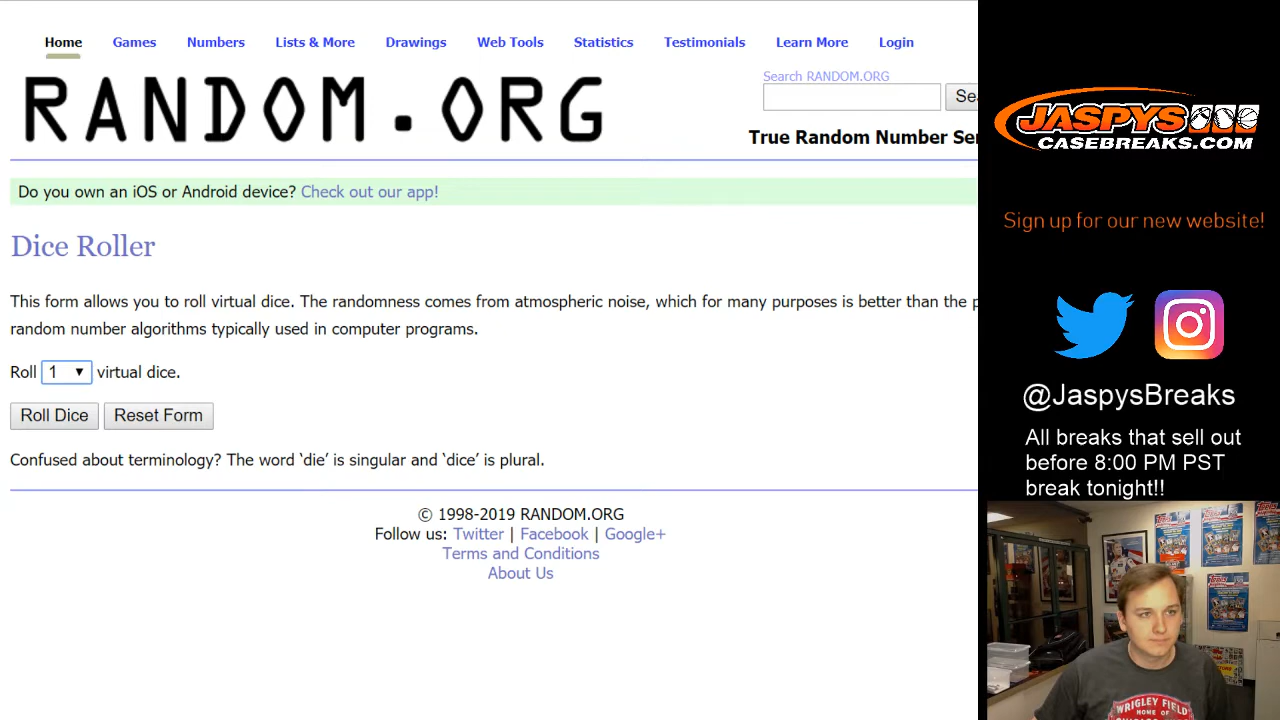 Home Games Numbers Lists & More Drawings Web Tools Statistics Testimonials Learn More Login
RANDOM.ORG
Search RANDOM.ORG
Sea
True Random Number Ser
Do you own an iOS or Android device? Check out our app!
Dice Roller
This form allows you to roll virtual dice. The randomness comes from atmospheric noise, which for many purposes is better than the p
random number algorithms typically used in computer programs.
Roll 1 virtual dice.
Roll Dice Reset Form
Confused about terminology? The word ‘die’ is singular and ‘dice’ is plural.
© 1998-2019 RANDOM.ORG
Follow us: Twitter | Facebook | Google+
Terms and Conditions
About Us
JASPYS
CASEBREAKS.COM
Sign up for our new website!
@JaspysBreaks
All breaks that sell out
before 8:00 PM PST
break tonight!!
WRIGLEY FIELD
HOME OF